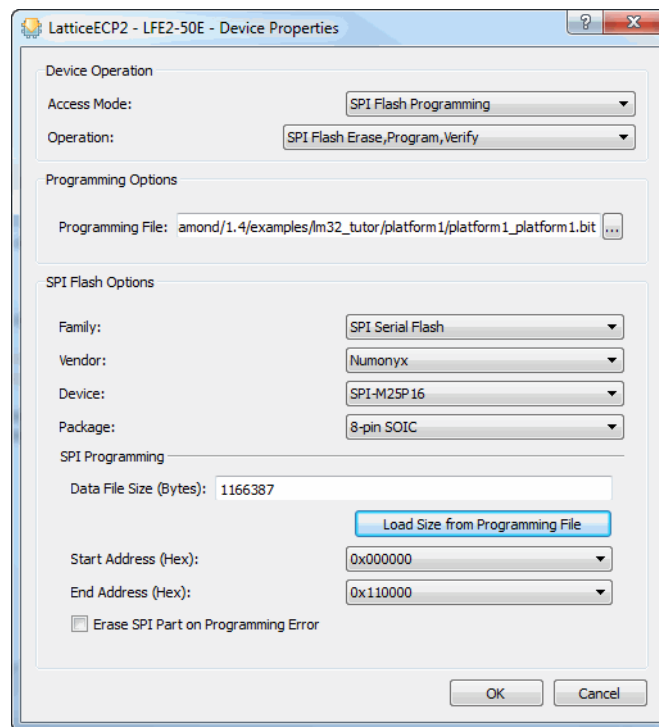 LatticeECP2 - LFE2-50E - Device Properties
Device Operation
Access Mode: SPI Flash Programming
Operation: SPI Flash Erase,Program,Verify
Programming Options
Programming File: amond/1.4/examples/lm32_tutor/platform1/platform1_platform1.bit ...
SPI Flash Options
Family: SPI Serial Flash
Vendor: Numonyx
Device: SPI-M25P16
Package: 8-pin SOIC
SPI Programming
Data File Size (Bytes): 1166387
Load Size from Programming File
Start Address (Hex): 0x000000
End Address (Hex): 0x110000
Erase SPI Part on Programming Error
OK Cancel